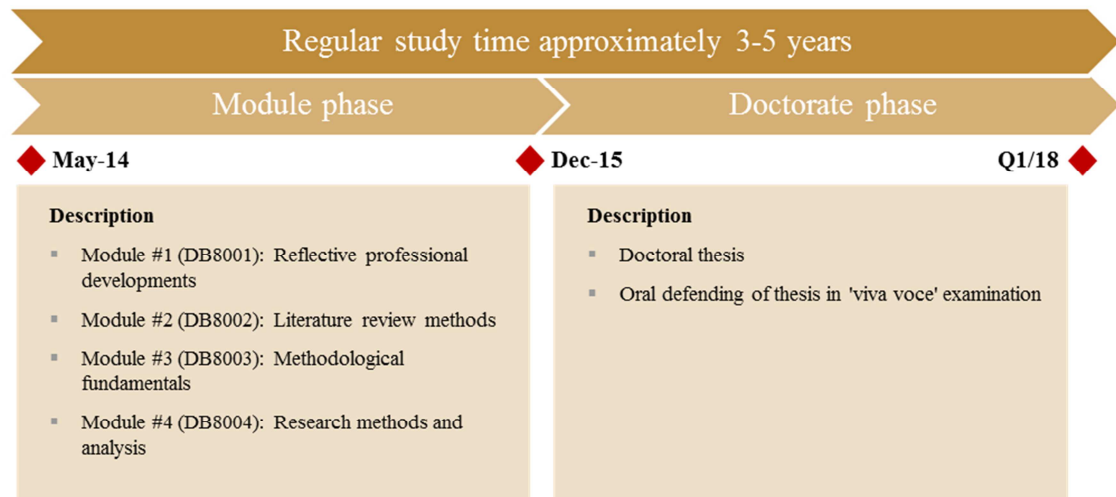 Regular study time approximately 3-5 years
Module phase
Doctorate phase
May-14
Dec-15
Q1/18
Description
▪ Module #1 (DB8001): Reflective professional
developments
▪ Module #2 (DB8002): Literature review methods
▪ Module #3 (DB8003): Methodological
fundamentals
▪ Module #4 (DB8004): Research methods and
analysis
Description
▪ Doctoral thesis
▪ Oral defending of thesis in 'viva voce' examination